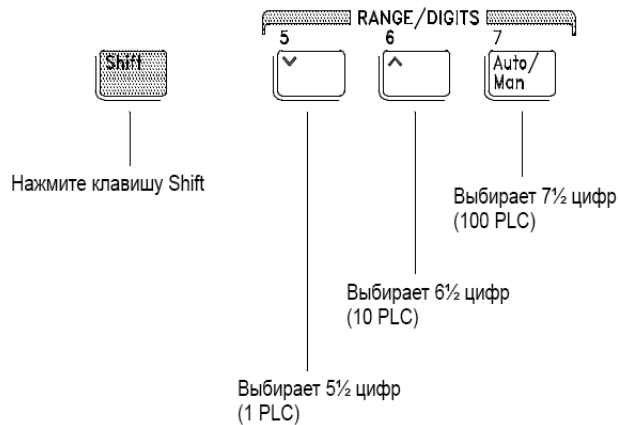 RANGE/DIGITS
5 6 7
Shift Auto/
Man
Нажмите клавишу Shift
Выбирает 7½ цифр
(100 PLC)
Выбирает 6½ цифр
(10 PLC)
Выбирает 5½ цифр
(1 PLC)